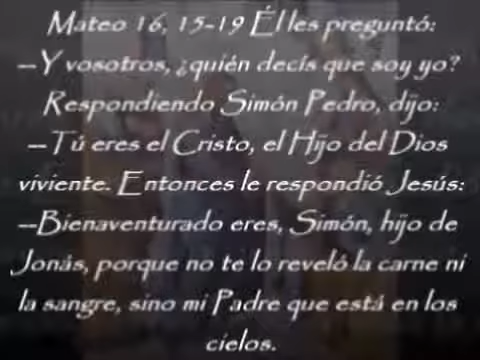 Mateo 16, 15-19 Él les preguntó:
—Y vosotros, ¿quién decís que soy yo?
Respondiendo Simón Pedro, dijo:
—Tú eres el Cristo, el Hijo del Dios
viviente. Entonces le respondió Jesús:
—Bienaventurado eres, Simón, hijo de
Jonás, porque no te lo reveló la carne ni
la sangre, sino mi Padre que está en los
cielos.